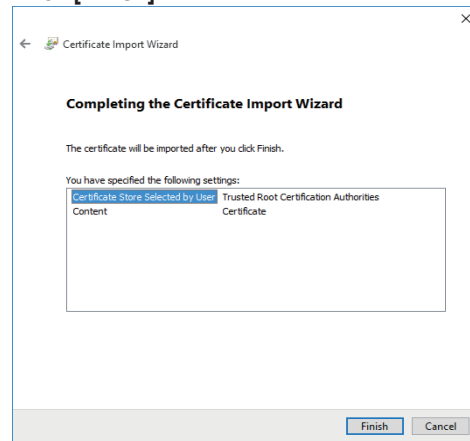 Certificate Import Wizard
Completing the Certificate Import Wizard
The certificate will be imported after you click Finish.
You have specified the following settings:
Certificate Store Selected by User Trusted Root Certification Authorities
Content Certificate
Finish Cancel